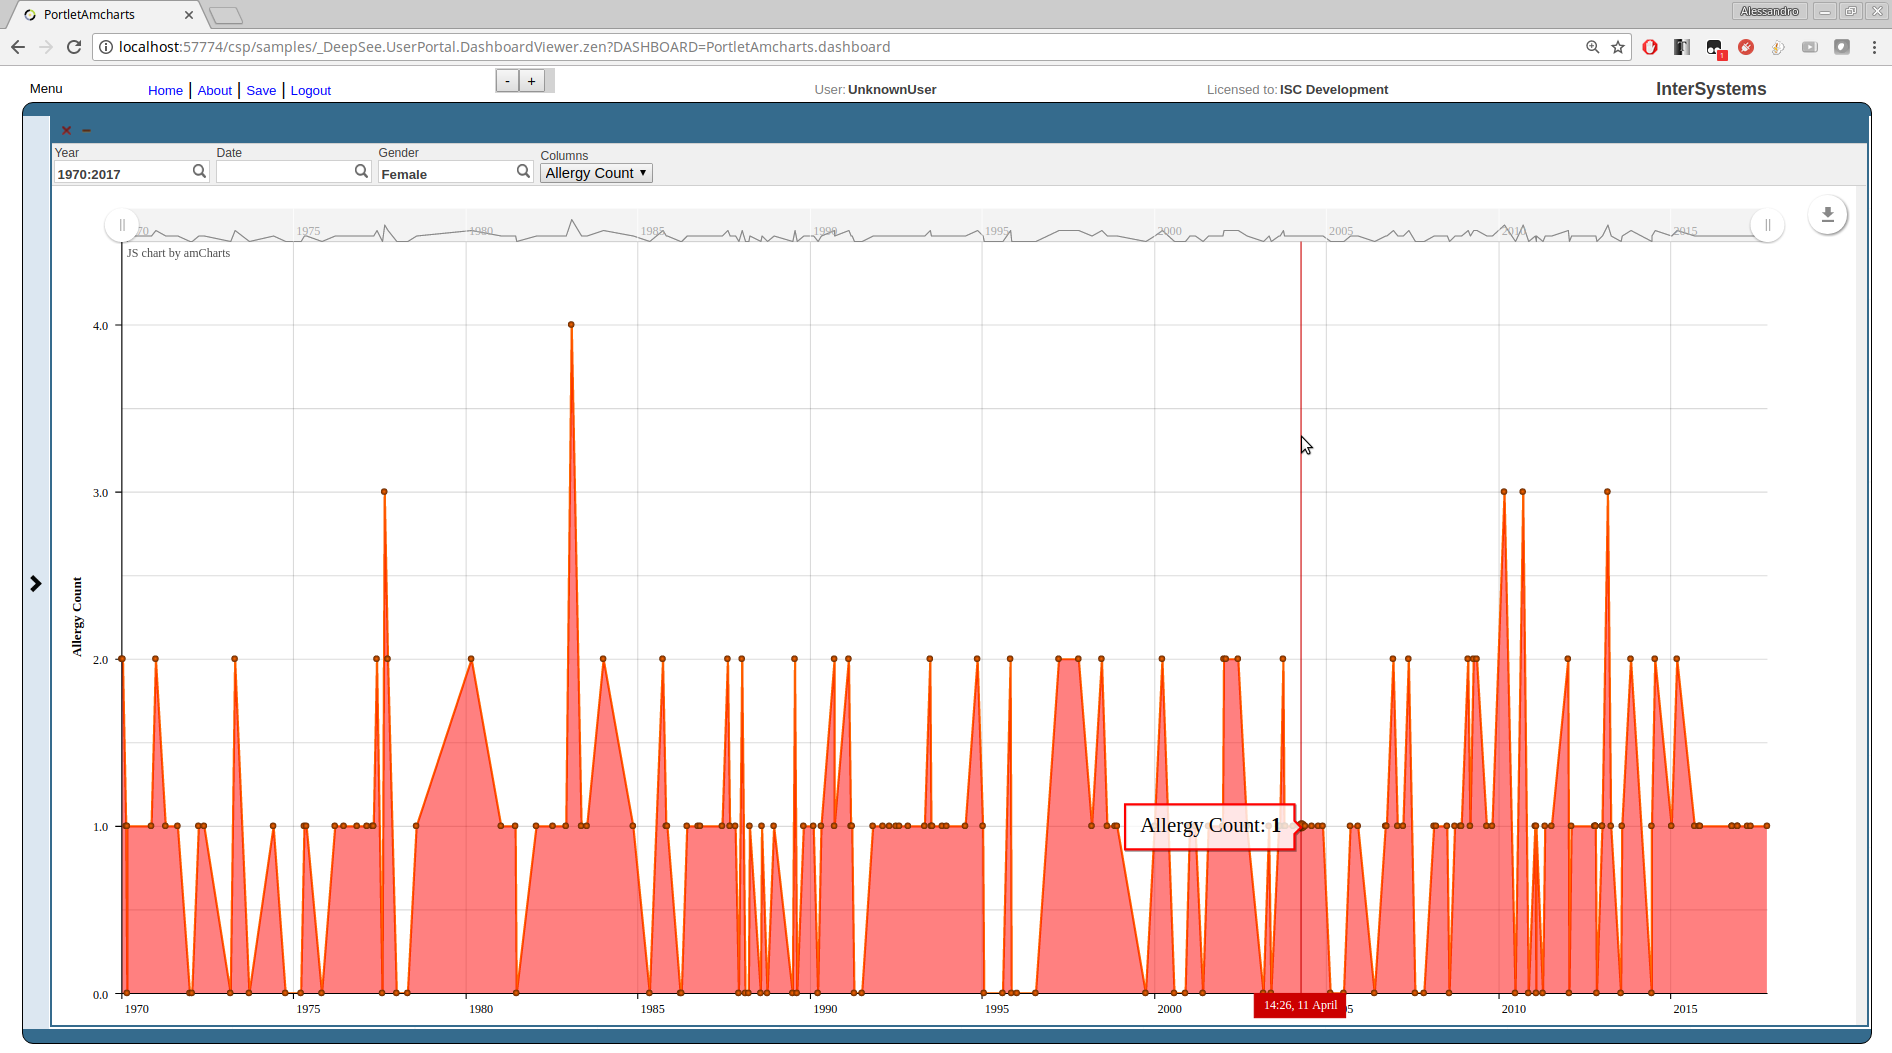 PortletAmcharts
Alessandro
localhost:57774/csp/samples/_DeepSee.UserPortal.DashboardViewer.zen?DASHBOARD=PortletAmcharts.dashboard
1
Menu
Home | About | Save | Logout
- +
User: UnknownUser
Licensed to: ISC Development
InterSystems
Year
Date
Gender
Columns
1970:2017
Female
Allergy Count
70 1975 1980 1985 1990 1995 2000 2005 2010 2015
JS chart by amCharts
4.0
3.0
2.0
1.0
0.0
Allergy Count
Allergy Count: 1
14:26, 11 April
1970 1975 1980 1985 1990 1995 2000 05 2010 2015